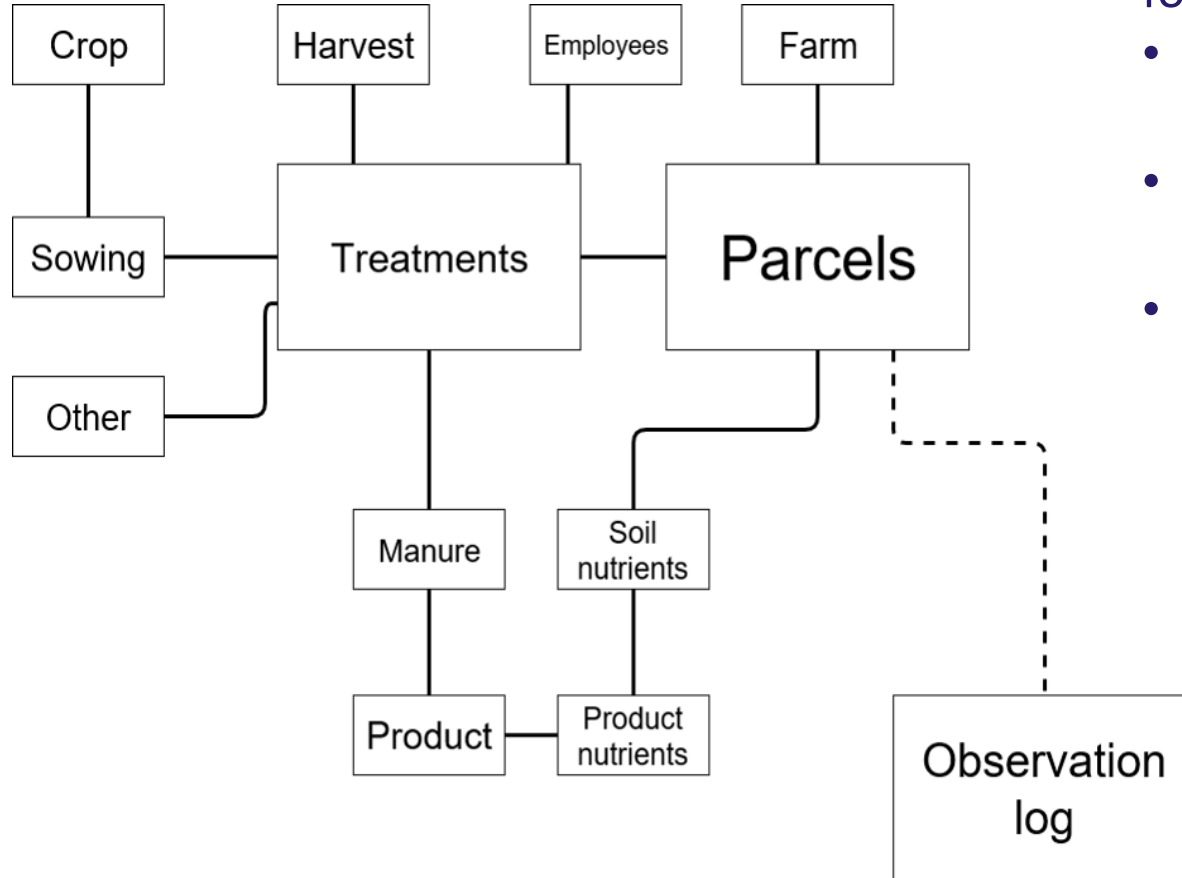 Crop
Harvest
Employees
Farm
Sowing
Treatments
Parcels
Other
Manure
Soil
nutrients
Product
Product
nutrients
Observation
log